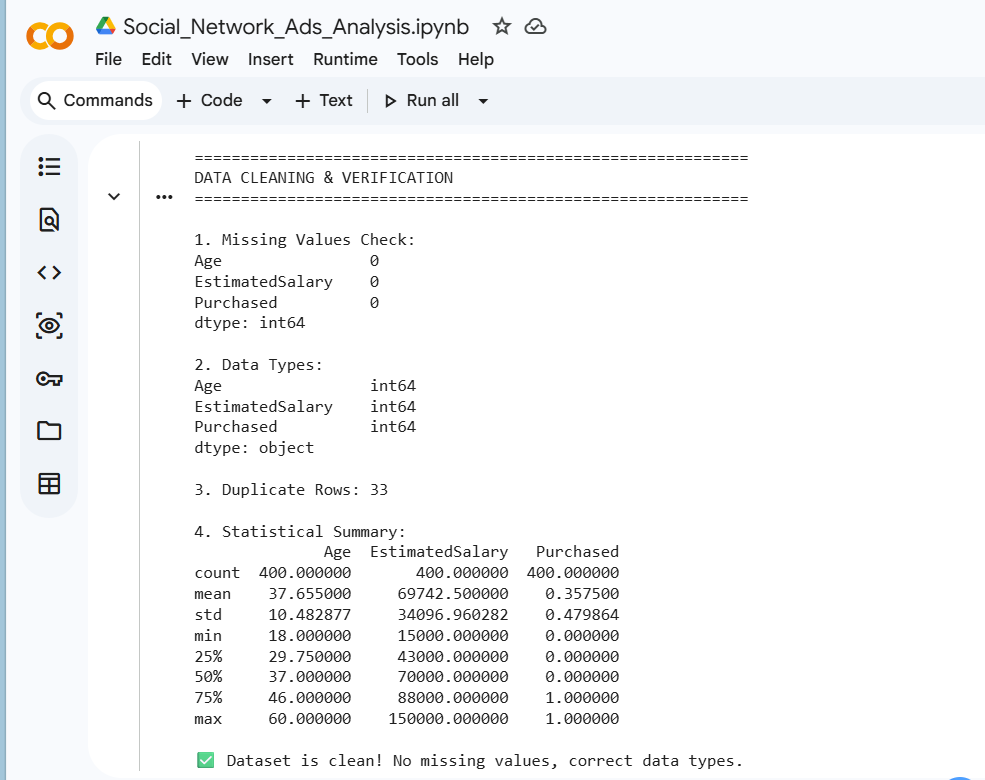 Social_Network_Ads_Analysis.ipynb
File Edit View Insert Runtime Tools Help
Commands + Code + Text Run all
============================================================
DATA CLEANING & VERIFICATION
============================================================
1. Missing Values Check:
Age                0
EstimatedSalary    0
Purchased          0
dtype: int64
2. Data Types:
Age                int64
EstimatedSalary    int64
Purchased          int64
dtype: object
3. Duplicate Rows: 33
4. Statistical Summary:
              Age  EstimatedSalary   Purchased
count  400.000000       400.000000  400.000000
mean    37.655000     69742.500000    0.357500
std     10.482877     34096.960282    0.479864
min     18.000000     15000.000000    0.000000
25%     29.750000     43000.000000    0.000000
50%     37.000000     70000.000000    0.000000
75%     46.000000     88000.000000    1.000000
max     60.000000    150000.000000    1.000000
✅ Dataset is clean! No missing values, correct data types.